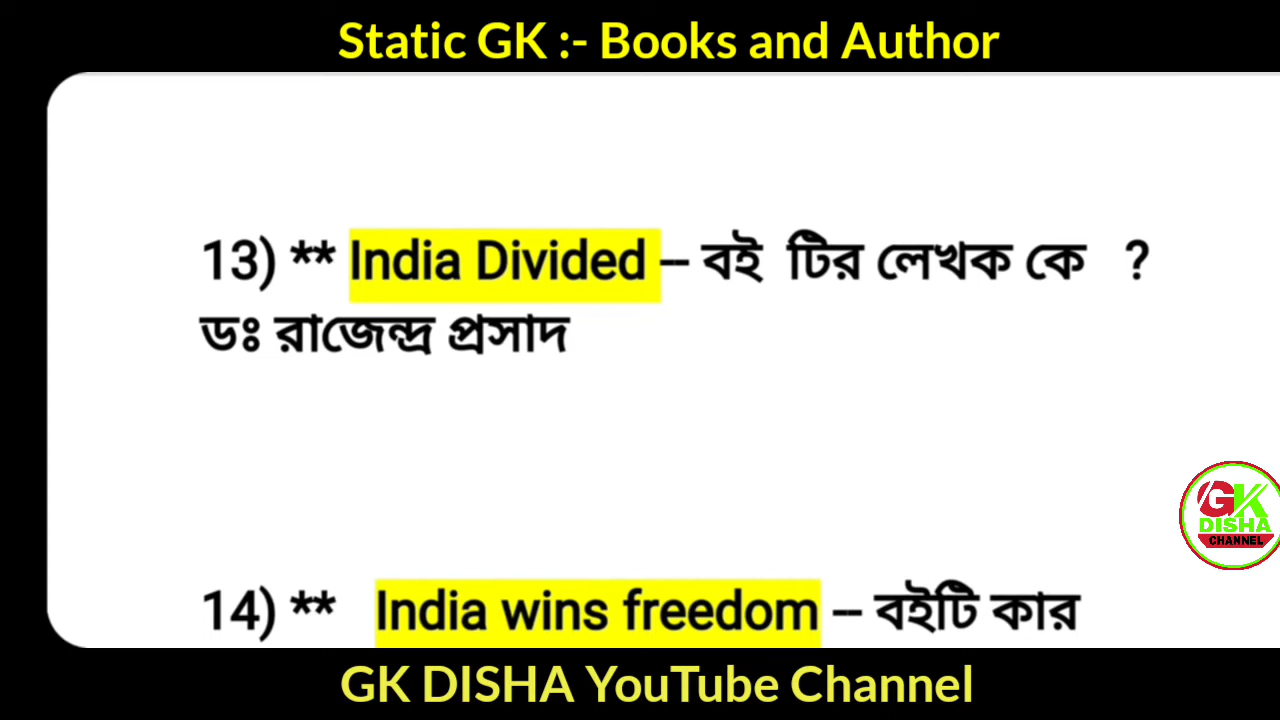 Static GK :- Books and Author
13) ** India Divided -- বই টির লেখক কে ?
ডঃ রাজেন্দ্র প্রসাদ
GK
DISHA
CHANNEL
14) ** India wins freedom -- বইটি কার
GK DISHA YouTube Channel